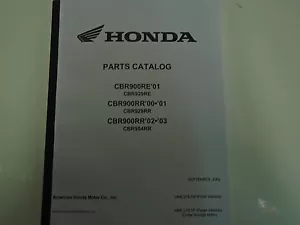 HONDA
PARTS CATALOG
CBR900RE'01
CBR929RE
CBR900RR'00-'01
CBR929RR
CBR900RR'02-'03
CBR954RR
American Honda Motor Co., Inc.